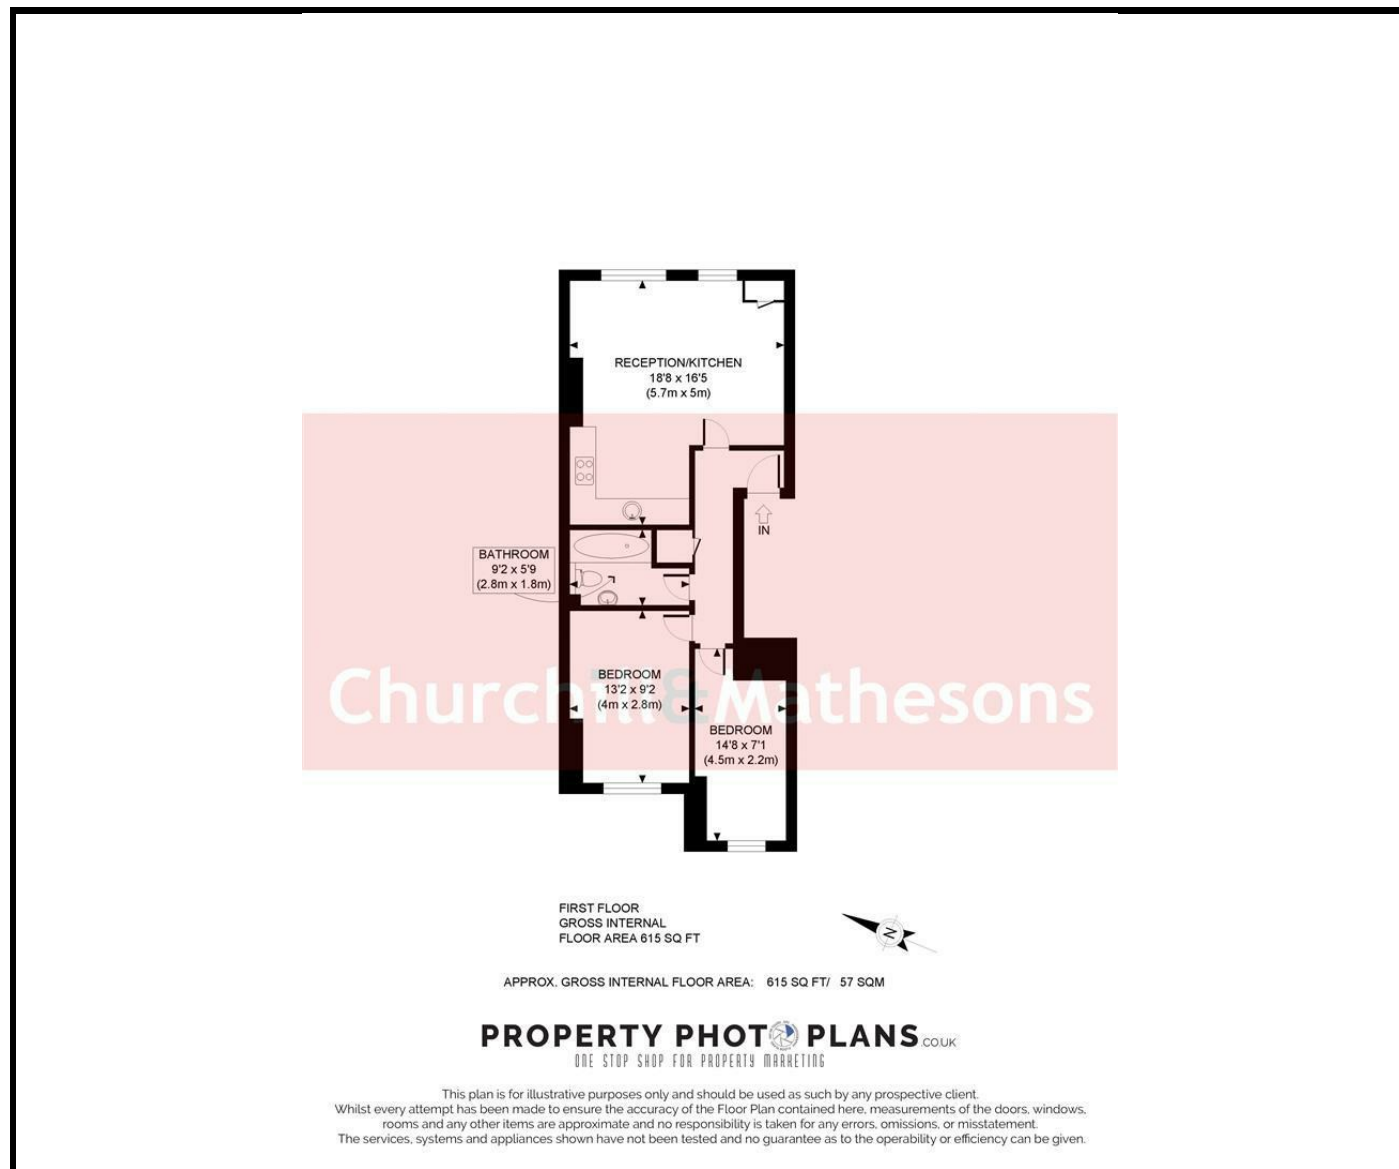 RECEPTION/KITCHEN
18'8 x 16'5
(5.7m x 5m)
IN
BATHROOM
9'2 x 5'9
(2.8m x 1.8m)
BEDROOM
13'2 x 9'2
(4m x 2.8m)
Churchill&Mathesons
BEDROOM
14'8 x 7'1
(4.5m x 2.2m)
FIRST FLOOR
GROSS INTERNAL
FLOOR AREA 615 SQ FT
N
APPROX. GROSS INTERNAL FLOOR AREA: 615 SQ FT/ 57 SQM
PROPERTY PHOTO PLANS.CO.UK
ONE STOP SHOP FOR PROPERTY MARKETING
This plan is for illustrative purposes only and should be used as such by any prospective client.
Whilst every attempt has been made to ensure the accuracy of the Floor Plan contained here, measurements of the doors, windows,
rooms and any other items are approximate and no responsibility is taken for any errors, omissions, or misstatement.
The services, systems and appliances shown have not been tested and no guarantee as to the operability or efficiency can be given.